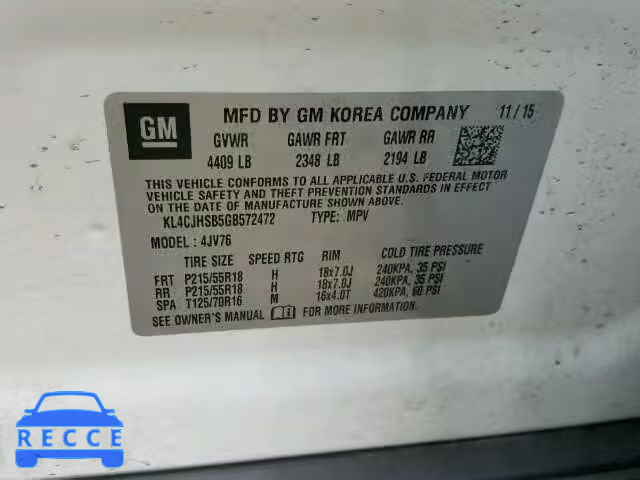 GM
MFD BY GM KOREA COMPANY 11/15
GVWR GAWR FRT GAWR RR
4409 LB 2348 LB 2194 LB
THIS VEHICLE CONFORMS TO ALL APPLICABLE U.S. FEDERAL MOTOR
VEHICLE SAFETY AND THEFT PREVENTION STANDARDS IN EFFECT ON
THE DATE OF MANUFACTURE SHOWN ABOVE.
KL4CJHSB5GB572472 TYPE: MPV
MODEL: 4JV76
TIRE SIZE SPEED RTG RIM COLD TIRE PRESSURE
FRT P215/55R18 H 18x7.0J 240KPA, 35 PSI
RR P215/55R18 H 18x7.0J 240KPA, 35 PSI
SPA T125/70R16 M 16x4.0T 420KPA, 60 PSI
SEE OWNER'S MANUAL FOR MORE INFORMATION.
RECCE